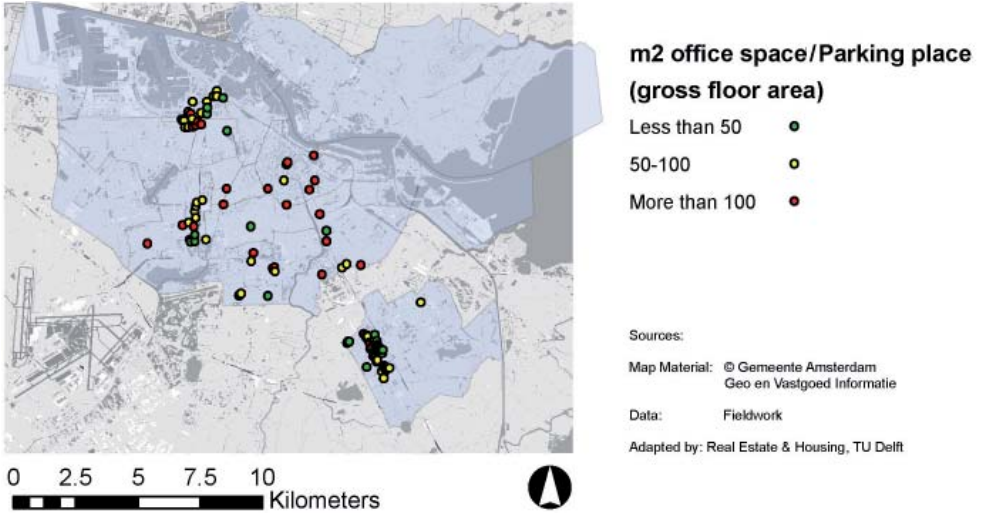 m2 office space/Parking place
(gross floor area)
Less than 50
50-100
More than 100
Sources:
Map Material: © Gemeente Amsterdam
Geo en Vastgoed Informatie
Data: Fieldwork
Adapted by: Real Estate & Housing, TU Delft
0 2.5 5 7.5 10
Kilometers